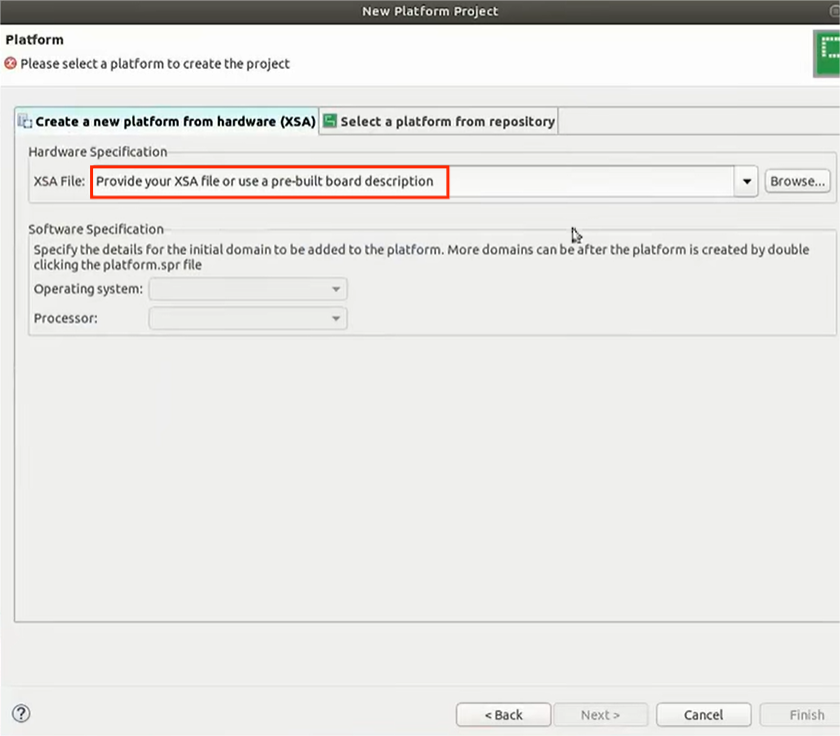 New Platform Project
Platform
Please select a platform to create the project
Create a new platform from hardware (XSA)
Select a platform from repository
Hardware Specification
XSA File: Provide your XSA file or use a pre-built board description
Browse...
Software Specification
Specify the details for the initial domain to be added to the platform. More domains can be after the platform is created by double
clicking the platform.spr file
Operating system:
Processor:
< Back
Next >
Cancel
Finish